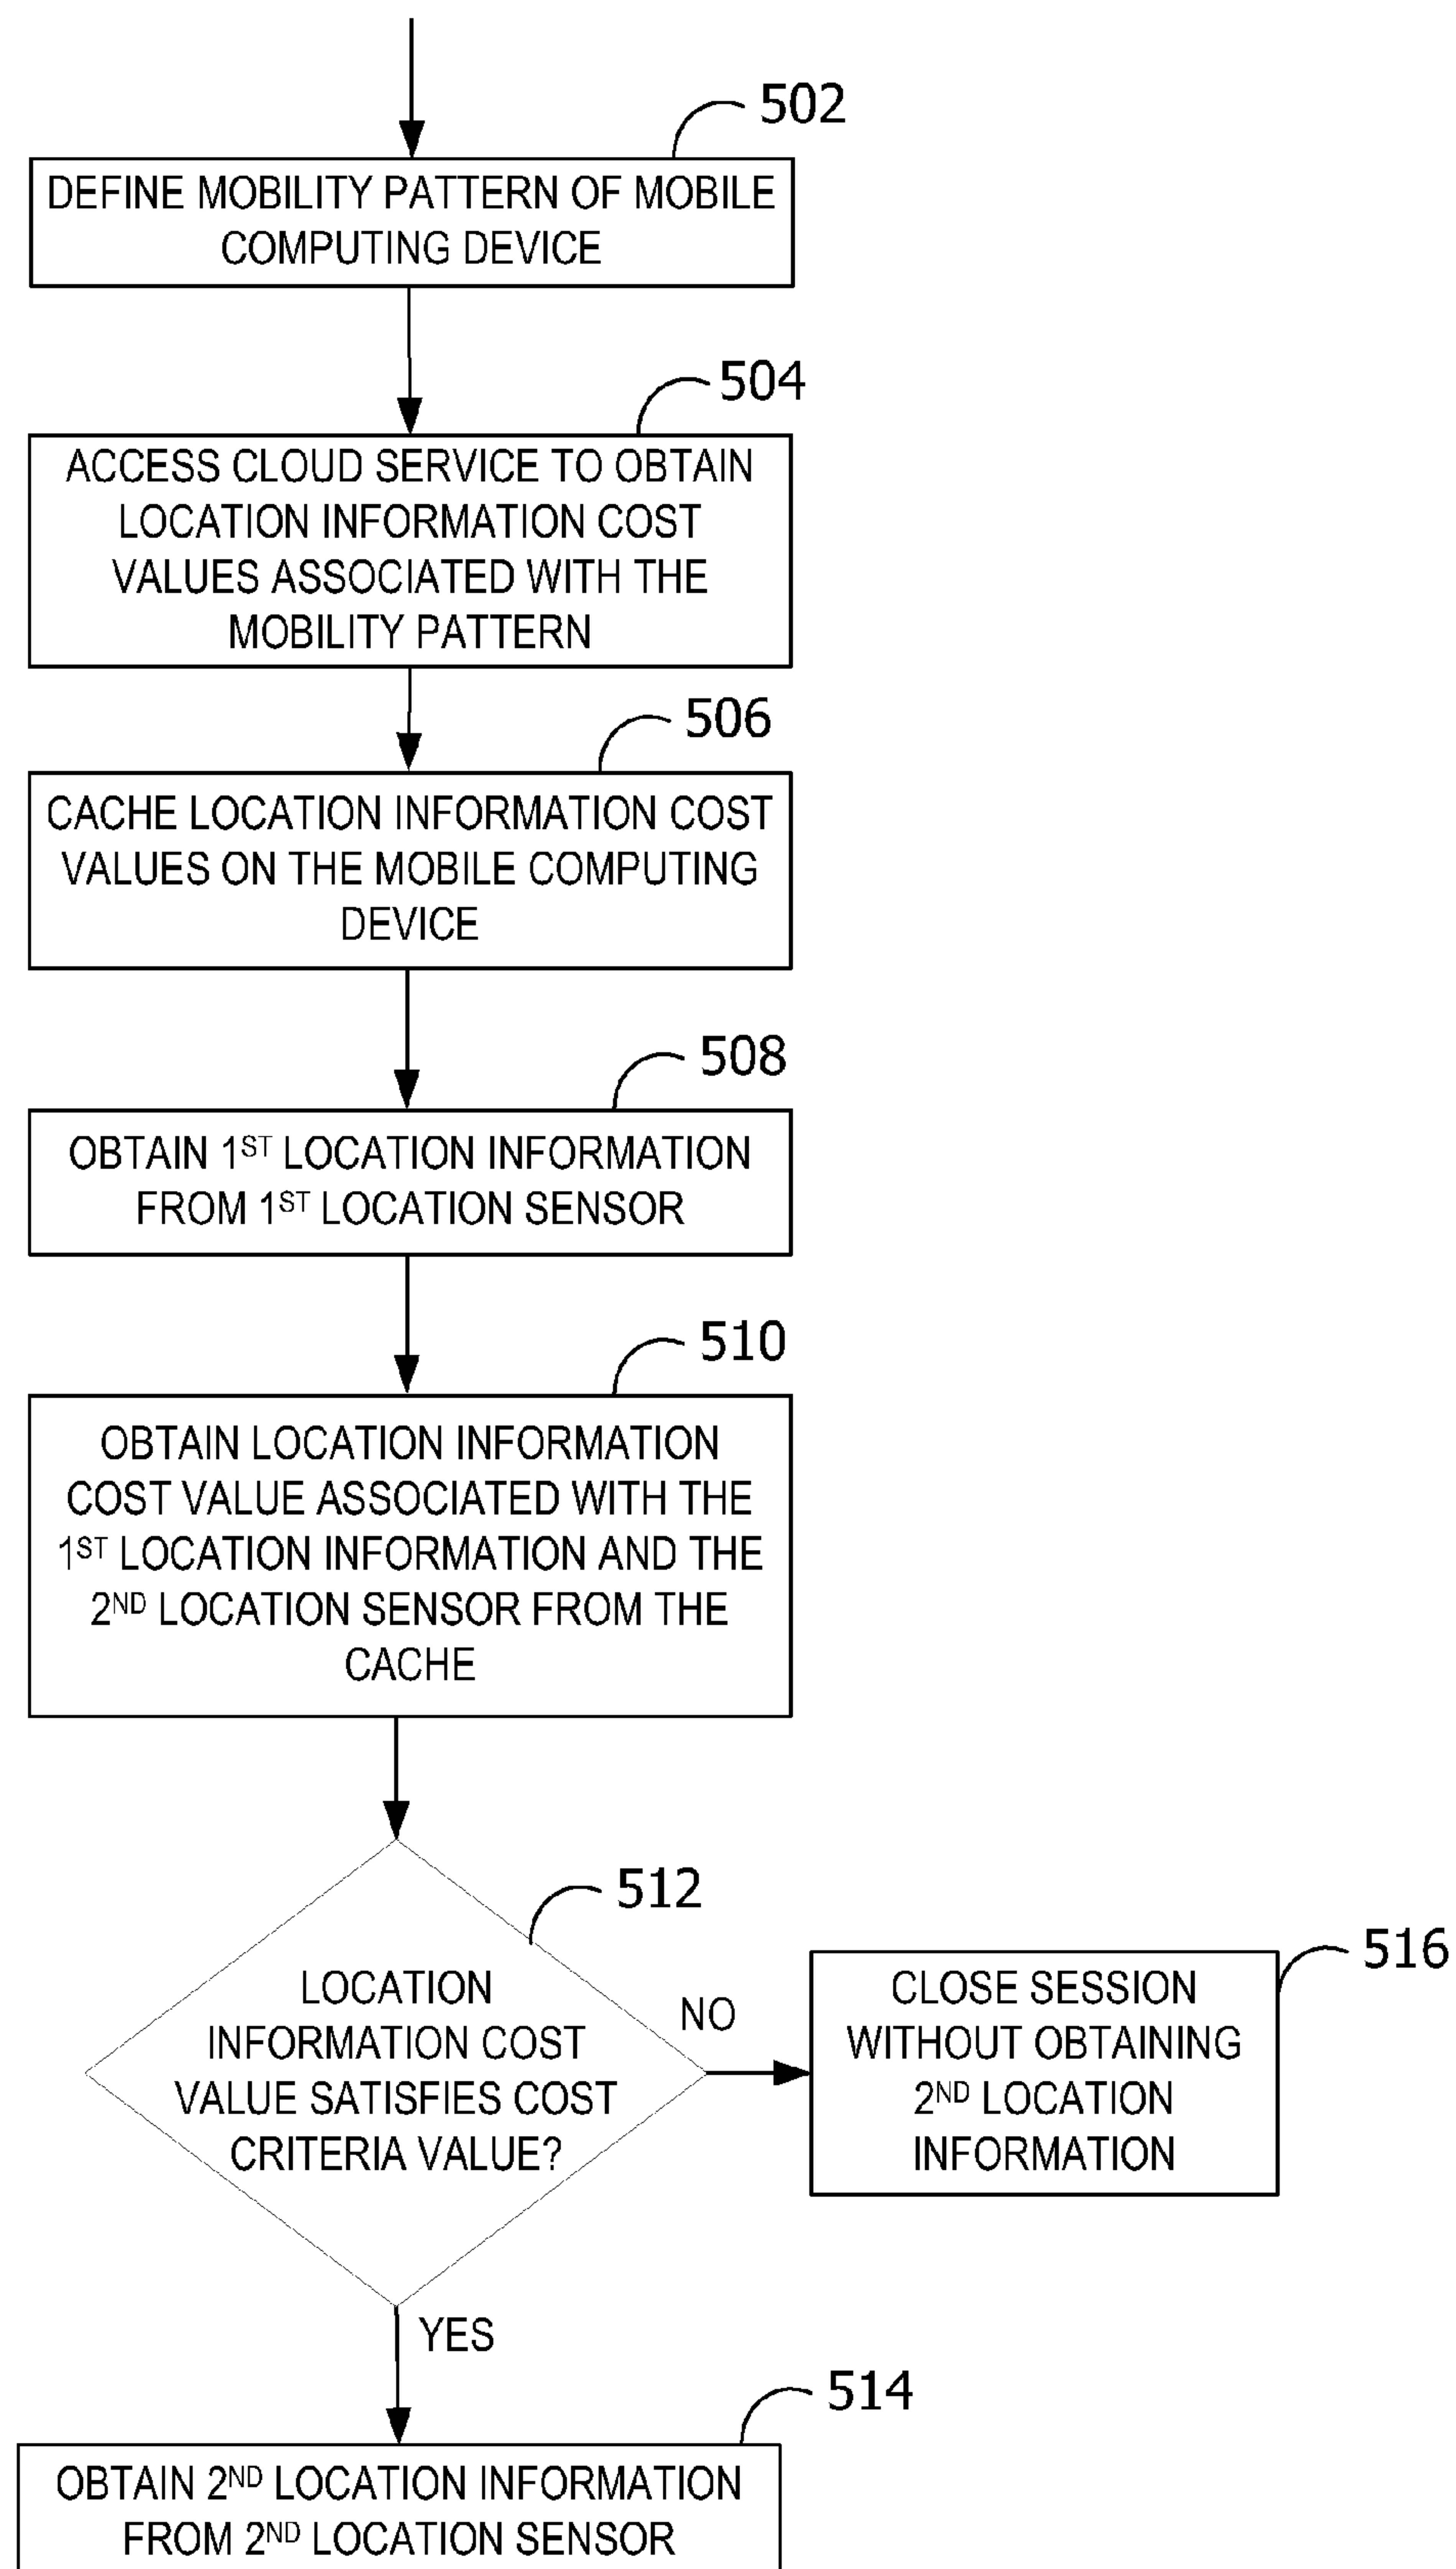 502
DEFINE MOBILITY PATTERN OF MOBILE
COMPUTING DEVICE
504
ACCESS CLOUD SERVICE TO OBTAIN
LOCATION INFORMATION COST
VALUES ASSOCIATED WITH THE
MOBILITY PATTERN
506
CACHE LOCATION INFORMATION COST
VALUES ON THE MOBILE COMPUTING
DEVICE
508
OBTAIN 1ST LOCATION INFORMATION
FROM 1ST LOCATION SENSOR
510
OBTAIN LOCATION INFORMATION
COST VALUE ASSOCIATED WITH THE
1ST LOCATION INFORMATION AND THE
2ND LOCATION SENSOR FROM THE
CACHE
512
LOCATION
INFORMATION COST
VALUE SATISFIES COST
CRITERIA VALUE?
NO
516
CLOSE SESSION
WITHOUT OBTAINING
2ND LOCATION
INFORMATION
YES
514
OBTAIN 2ND LOCATION INFORMATION
FROM 2ND LOCATION SENSOR